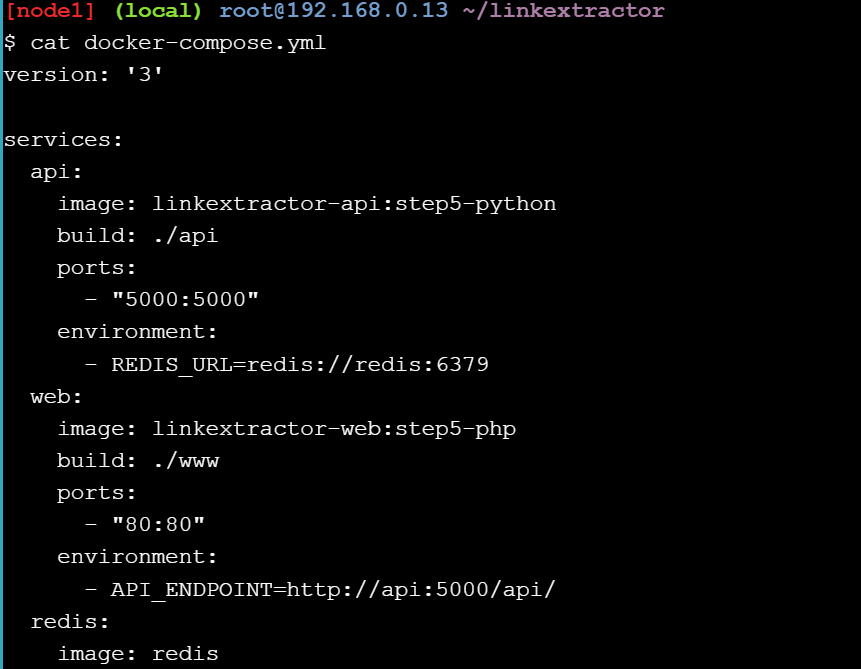 [node1] (local) root@192.168.0.13 ~/linkextractor
$ cat docker-compose.yml
version: '3'
services:
  api:
    image: linkextractor-api:step5-python
    build: ./api
    ports:
      - "5000:5000"
    environment:
      - REDIS_URL=redis://redis:6379
  web:
    image: linkextractor-web:step5-php
    build: ./www
    ports:
      - "80:80"
    environment:
      - API_ENDPOINT=http://api:5000/api/
  redis:
    image: redis